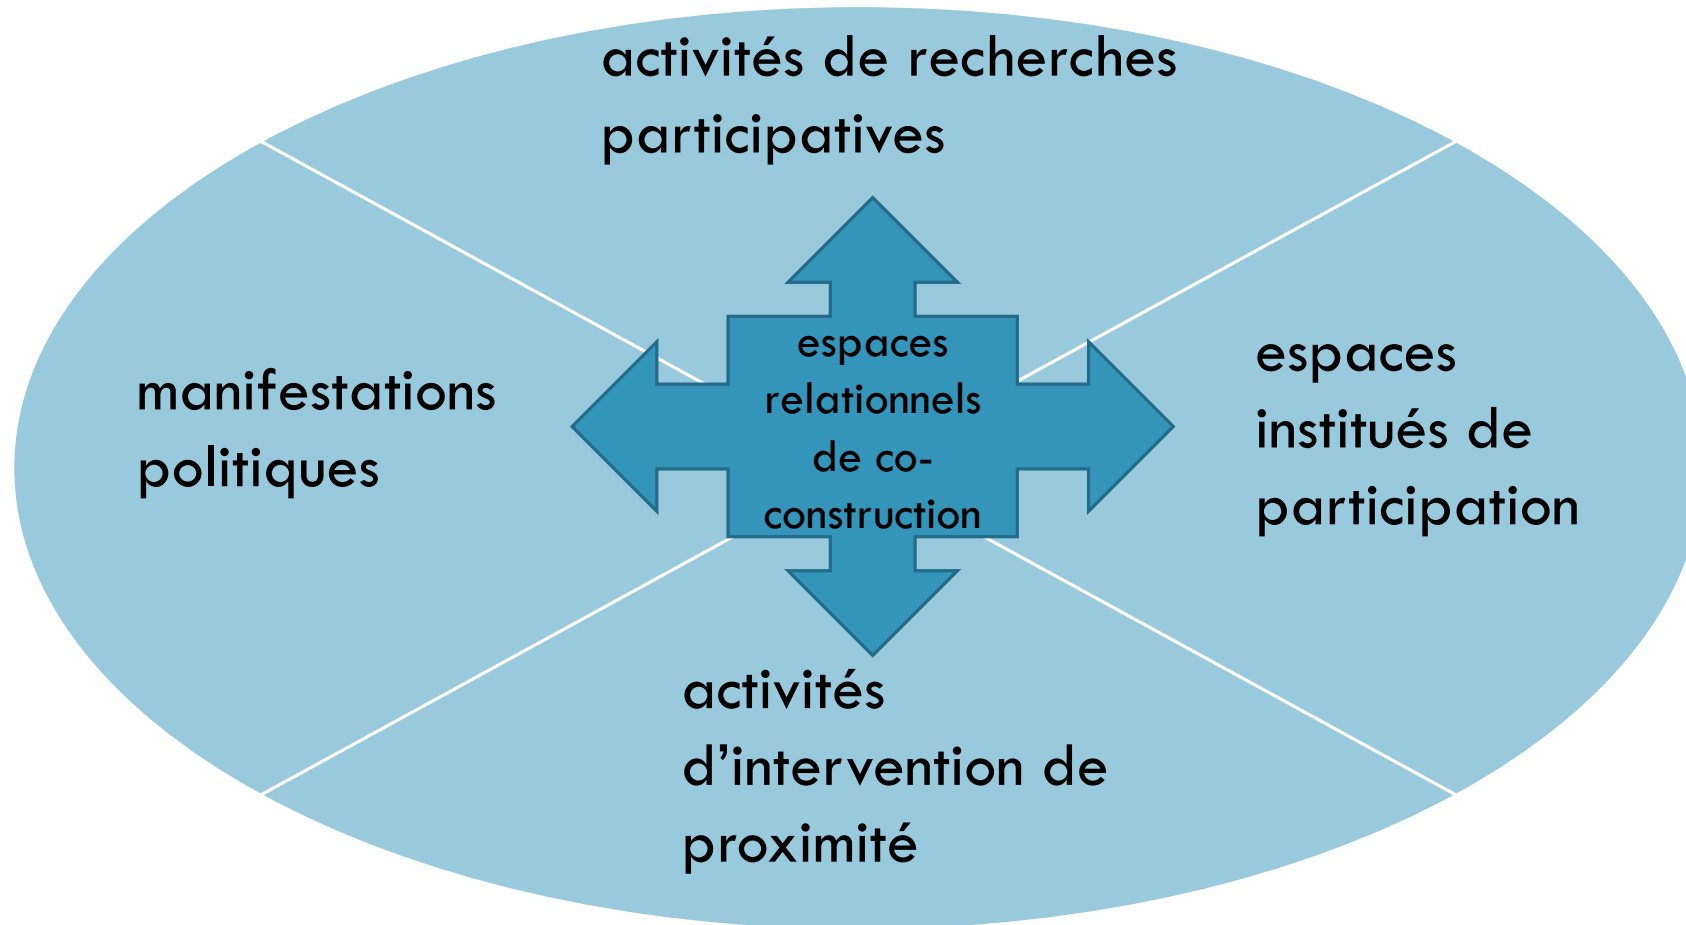 activités de recherches
participatives
manifestations
politiques
espaces
relationnels
de co-
construction
espaces
institués de
participation
activités
d’intervention de
proximité